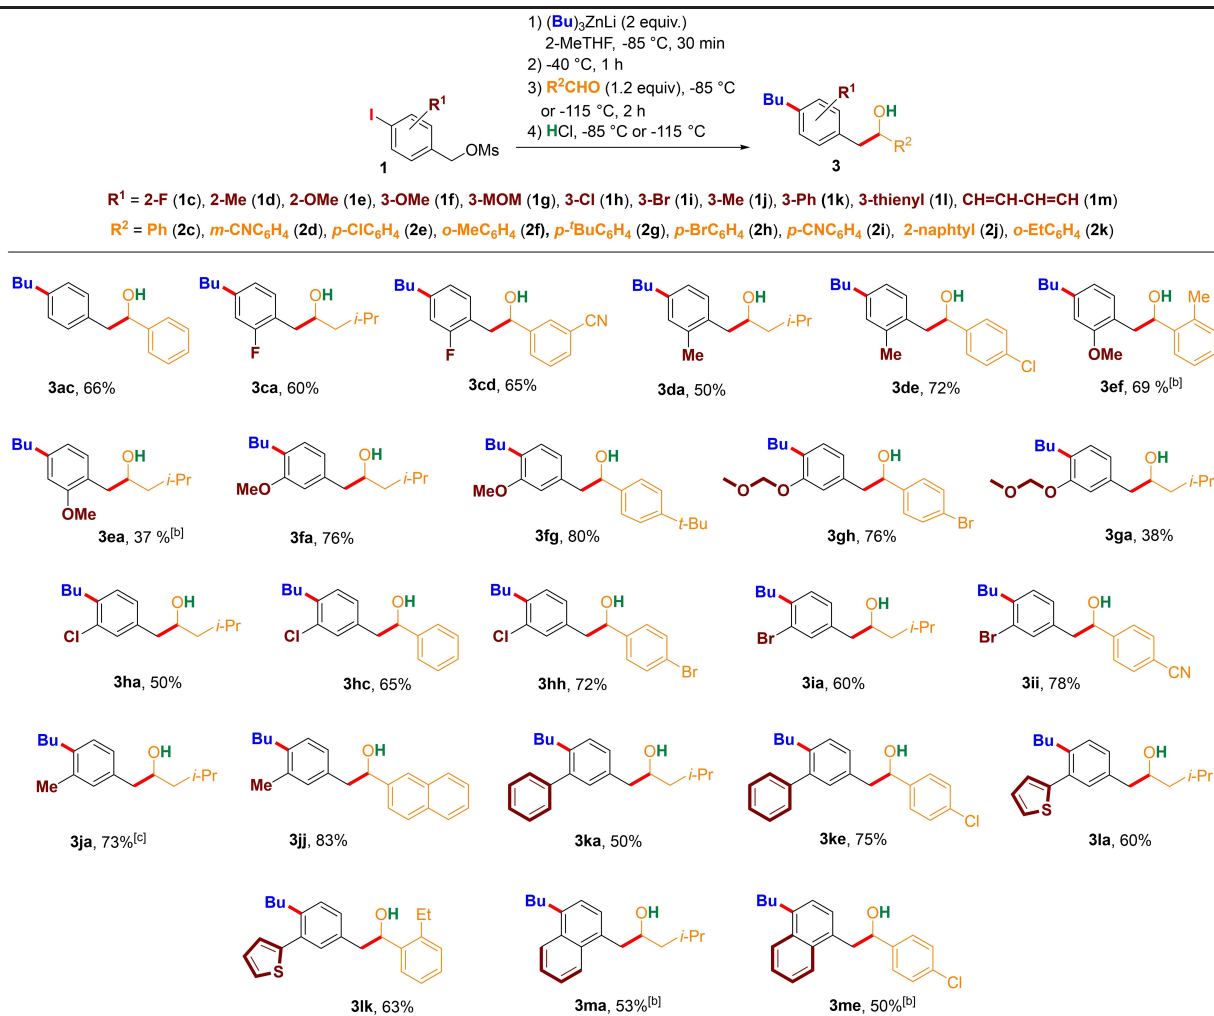 1) (Bu)₃ZnLi (2 equiv.)
2-MeTHF, -85 °C, 30 min
2) -40 °C, 1 h
3) R²CHO (1.2 equiv), -85 °C
or -115 °C, 2 h
4) HCl, -85 °C or -115 °C
I R¹ OMs
1
Bu R¹ OH R²
3
R¹ = 2-F (1c), 2-Me (1d), 2-OMe (1e), 3-OMe (1f), 3-MOM (1g), 3-Cl (1h), 3-Br (1i), 3-Me (1j), 3-Ph (1k), 3-thienyl (1l), CH=CH-CH=CH (1m)
R² = Ph (2c), m-CNC₆H₄ (2d), p-ClC₆H₄ (2e), o-MeC₆H₄ (2f), p-ᵗBuC₆H₄ (2g), p-BrC₆H₄ (2h), p-CNC₆H₄ (2i), 2-naphtyl (2j), o-EtC₆H₄ (2k)
Bu OH
3ac, 66%
Bu OH i-Pr F
3ca, 60%
Bu OH CN F
3cd, 65%
Bu OH i-Pr Me
3da, 50%
Bu OH Me Cl
3de, 72%
Bu OH Me OMe
3ef, 69 %[b]
Bu OH i-Pr OMe
3ea, 37 %[b]
Bu OH i-Pr MeO
3fa, 76%
Bu OH MeO t-Bu
3fg, 80%
Bu OH O O Br
3gh, 76%
Bu OH i-Pr O O
3ga, 38%
Bu OH i-Pr Cl
3ha, 50%
Bu OH Cl
3hc, 65%
Bu OH Cl Br
3hh, 72%
Bu OH i-Pr Br
3ia, 60%
Bu OH Br CN
3ii, 78%
Bu OH i-Pr Me
3ja, 73%[c]
Bu OH Me
3jj, 83%
Bu OH i-Pr
3ka, 50%
Bu OH Cl
3ke, 75%
Bu OH i-Pr S
3la, 60%
Bu OH Et S
3lk, 63%
Bu OH i-Pr
3ma, 53%[b]
Bu OH Cl
3me, 50%[b]